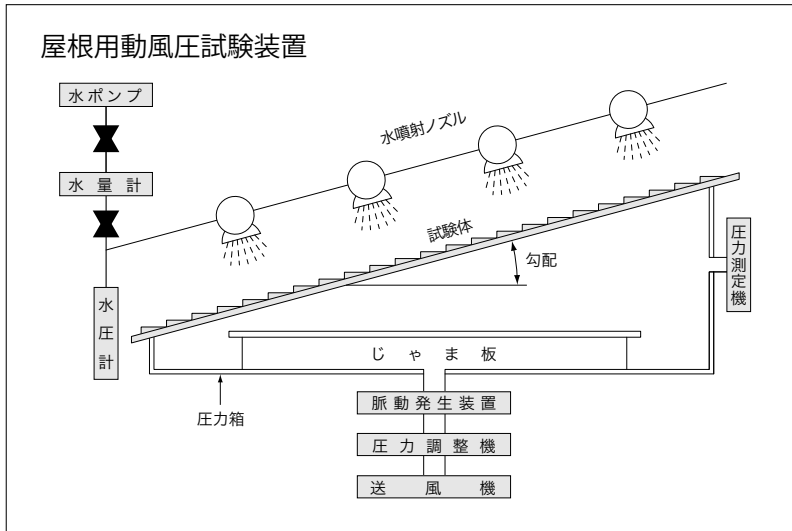 屋根用動風圧試験装置
水ポンプ
水噴射ノズル
水量計
試験体
勾配
圧力測定機
水圧計
じゃま板
圧力箱
脈動発生装置
圧力調整機
送風機